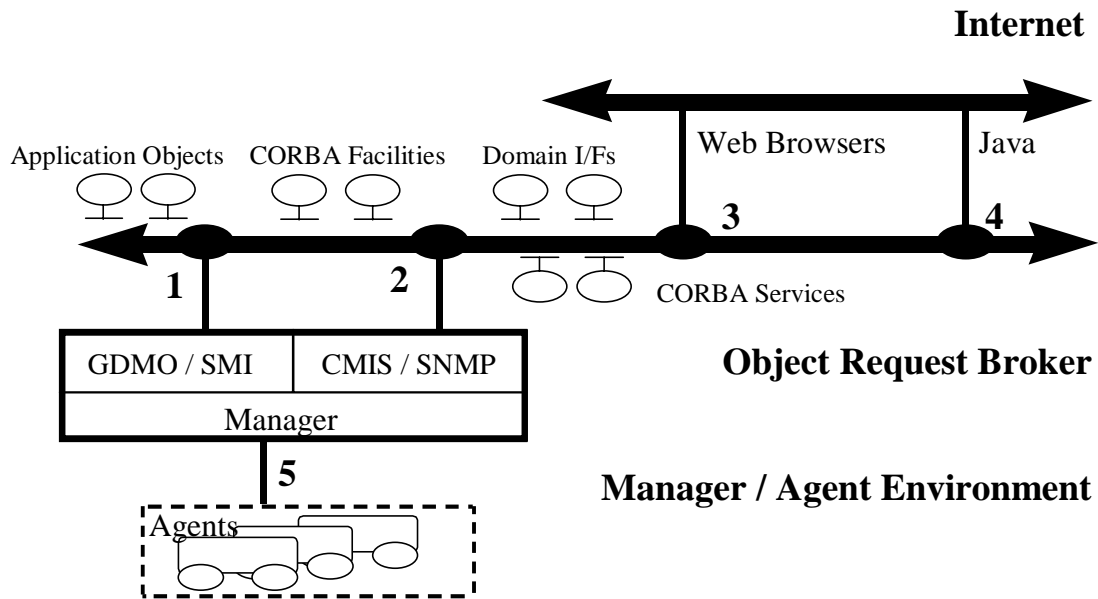 Internet
Web Browsers
Java
Application Objects
CORBA Facilities
Domain I/Fs
3
4
1
2
CORBA Services
GDMO / SMI
CMIS / SNMP
Object Request Broker
Manager
5
Manager / Agent Environment
Agents